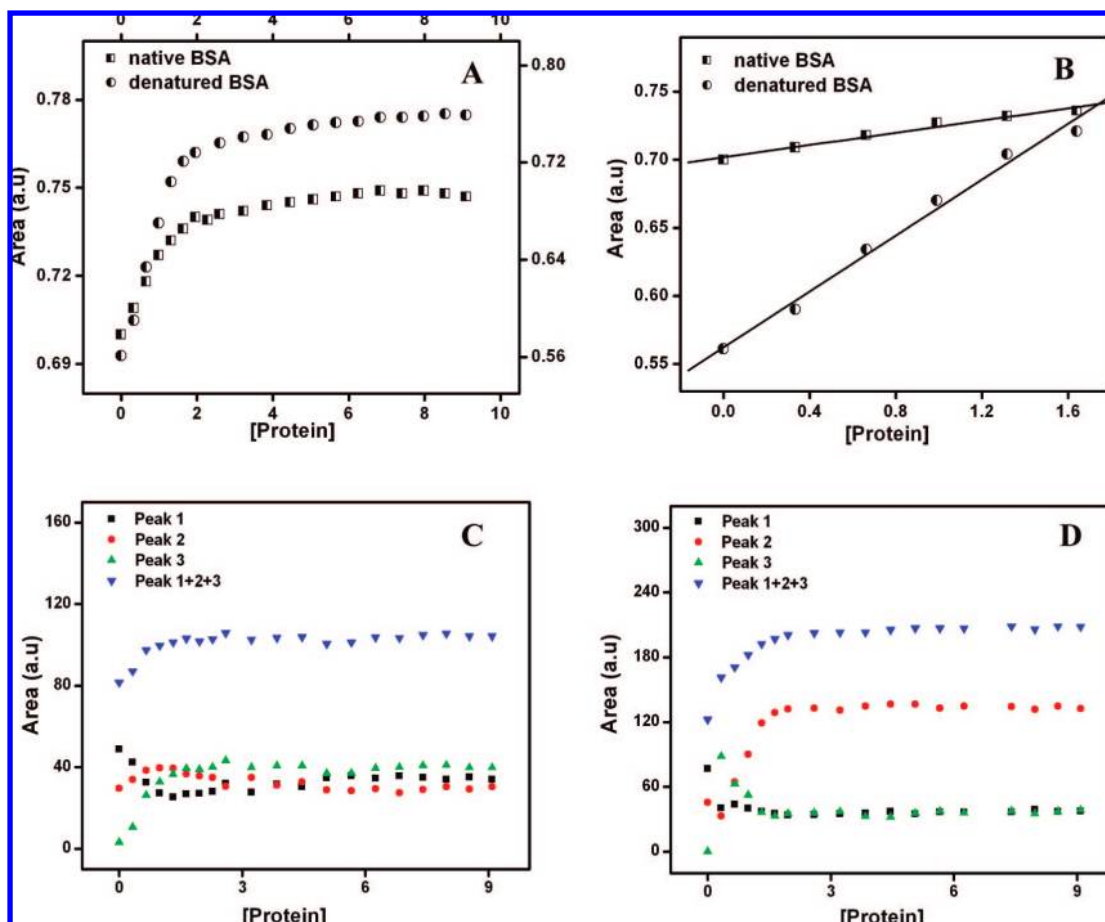 0 2 4 6 8 10
native BSA
denatured BSA
A
0.78
0.75
0.72
0.69
0.80
0.72
0.64
0.56
Area (a.u)
0 2 4 6 8 10
[Protein]
native BSA
denatured BSA
B
0.75
0.70
0.65
0.60
0.55
Area (a.u)
0.0 0.4 0.8 1.2 1.6
[Protein]
Peak 1
Peak 2
Peak 3
Peak 1+2+3
C
160
120
80
40
0
Area (a.u)
0 3 6 9
[Protein]
Peak 1
Peak 2
Peak 3
Peak 1+2+3
D
300
240
180
120
60
0
Area (a.u)
0 3 6 9
[Protein]